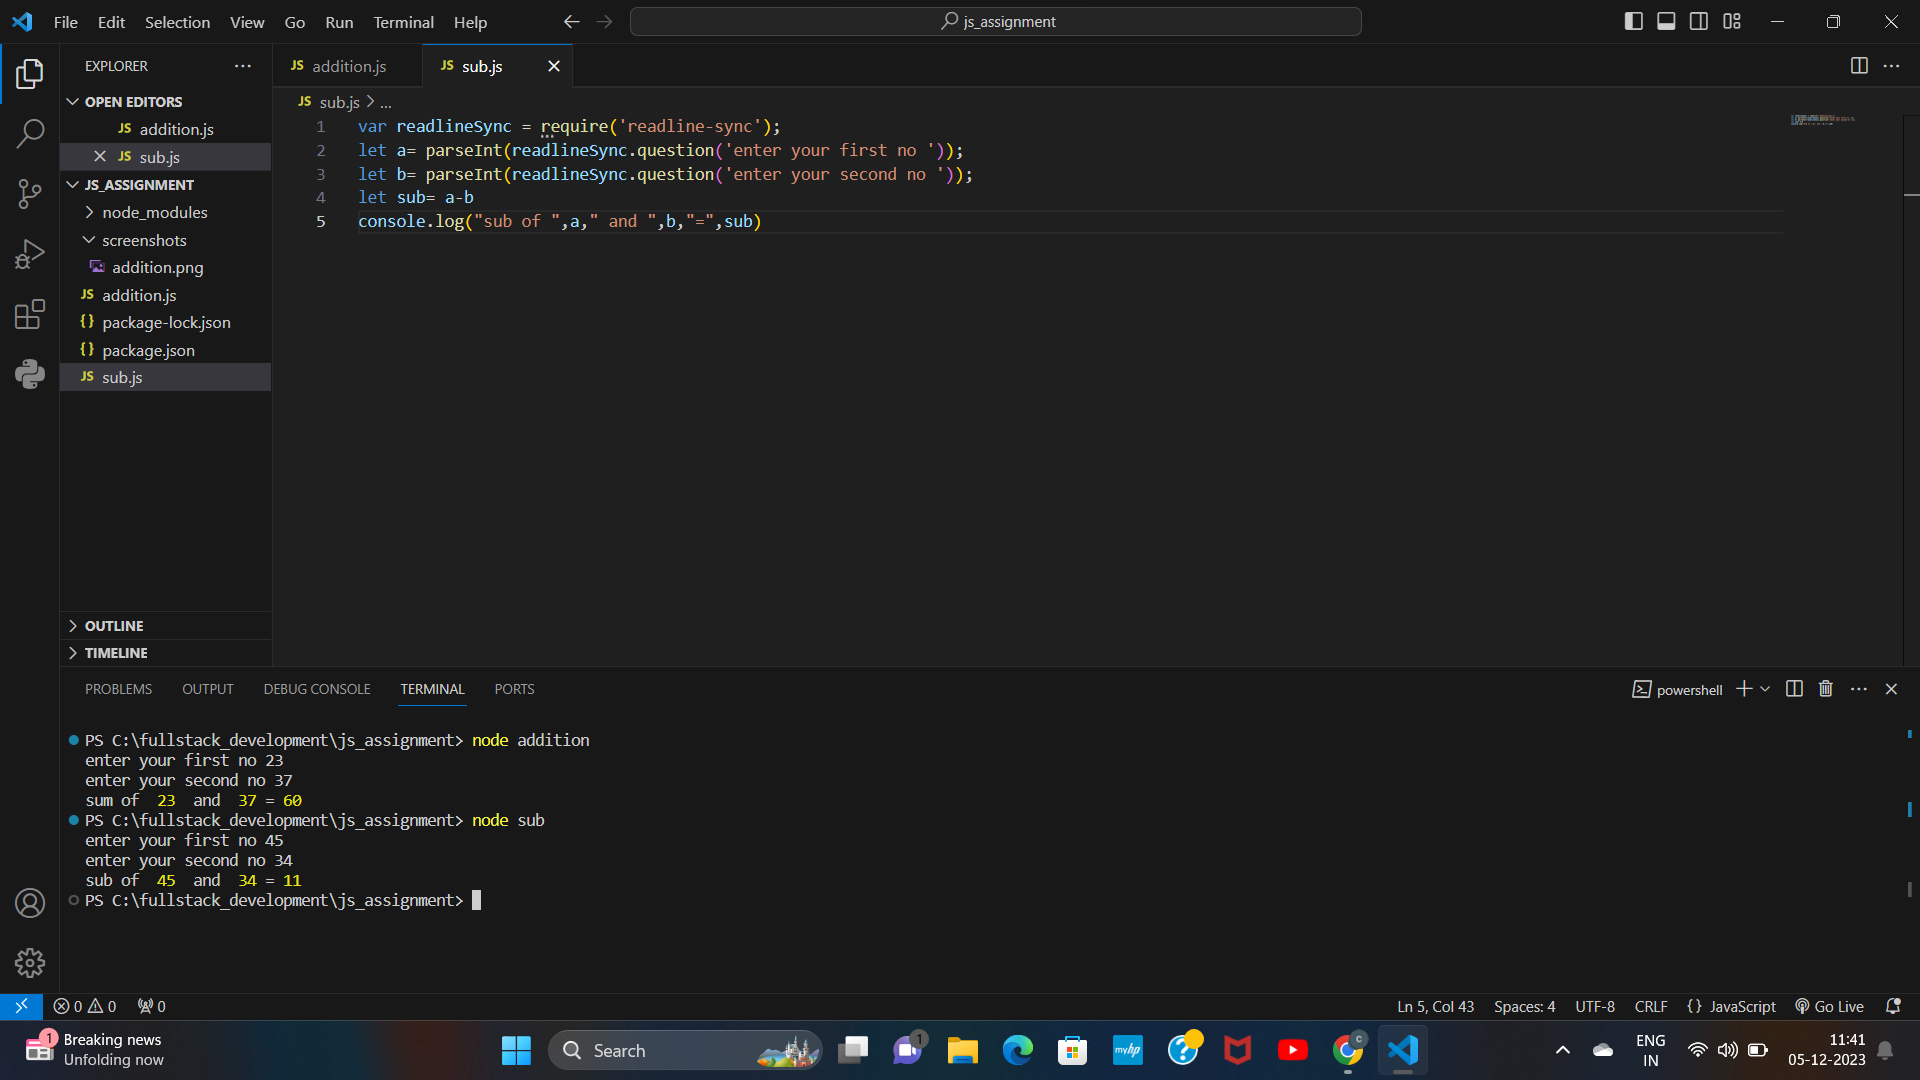 File Edit Selection View Go Run Terminal Help
js_assignment
EXPLORER
OPEN EDITORS
JS addition.js
JS sub.js
JS_ASSIGNMENT
node_modules
screenshots
addition.png
JS addition.js
{} package-lock.json
{} package.json
JS sub.js
OUTLINE
TIMELINE
JS addition.js
JS sub.js
JS sub.js > ...
1 var readlineSync = require('readline-sync');
2 let a= parseInt(readlineSync.question('enter your first no '));
3 let b= parseInt(readlineSync.question('enter your second no '));
4 let sub= a-b
5 console.log("sub of ",a," and ",b,"=",sub)
PROBLEMS OUTPUT DEBUG CONSOLE TERMINAL PORTS
powershell
PS C:\fullstack_development\js_assignment> node addition
enter your first no 23
enter your second no 37
sum of  23  and  37 = 60
PS C:\fullstack_development\js_assignment> node sub
enter your first no 45
enter your second no 34
sub of  45  and  34 = 11
PS C:\fullstack_development\js_assignment>
0 0 0
Ln 5, Col 43 Spaces: 4 UTF-8 CRLF {} JavaScript Go Live
1
Breaking news
Unfolding now
Search
1
myhp
?
C
ENG
IN
11:41
05-12-2023